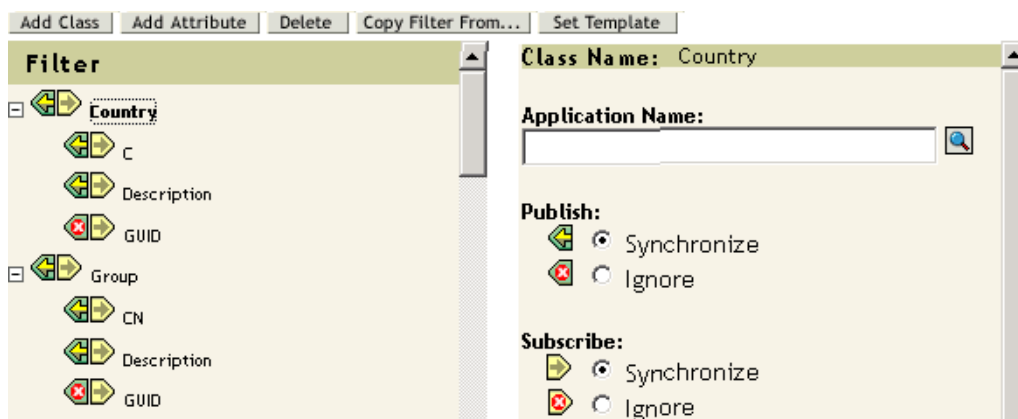 Add Class
Add Attribute
Delete
Copy Filter From...
Set Template
Filter
Country
C
Description
GUID
Group
CN
Description
GUID
Class Name: Country
Application Name:
Publish:
Synchronize
Ignore
Subscribe:
Synchronize
Ignore